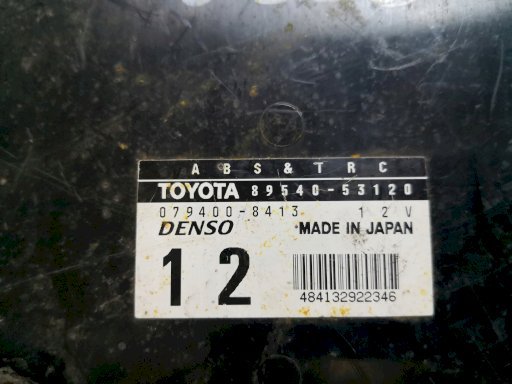 ABS&TRC
TOYOTA 89540-53120
079400-8413 12V
DENSO MADE IN JAPAN
12
484132922346